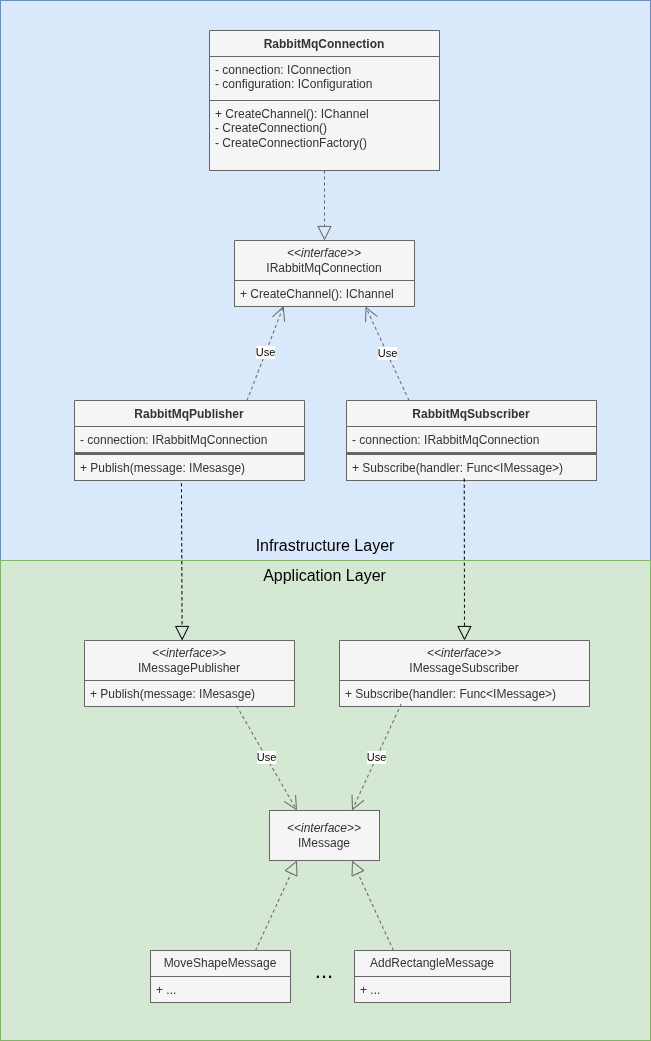 RabbitMqConnection
- connection: IConnection
- configuration: IConfiguration
+ CreateChannel(): IChannel
- CreateConnection()
- CreateConnectionFactory()
<<interface>>
IRabbitMqConnection
+ CreateChannel(): IChannel
Use
Use
RabbitMqPublisher
- connection: IRabbitMqConnection
+ Publish(message: IMesasge)
RabbitMqSubscriber
- connection: IRabbitMqConnection
+ Subscribe(handler: Func<IMessage>)
Infrastructure Layer
Application Layer
<<interface>>
IMessagePublisher
+ Publish(message: IMesasge)
<<interface>>
IMessageSubscriber
+ Subscribe(handler: Func<IMessage>)
Use
Use
<<interface>>
IMessage
MoveShapeMessage
+ ...
...
AddRectangleMessage
+ ...